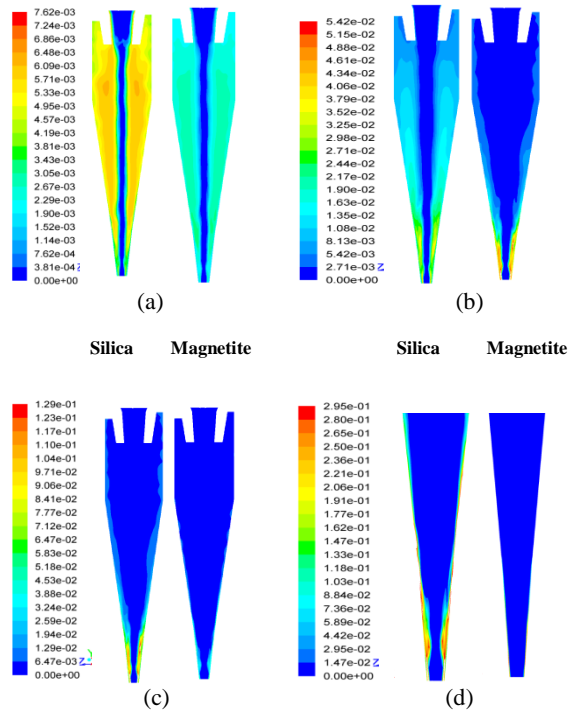 7.62e-03
7.24e-03
6.86e-03
6.48e-03
6.09e-03
5.71e-03
5.33e-03
4.95e-03
4.57e-03
4.19e-03
3.81e-03
3.43e-03
3.05e-03
2.67e-03
2.29e-03
1.90e-03
1.52e-03
1.14e-03
7.62e-04
3.81e-04 Z
0.00e+00
(a)
5.42e-02
5.15e-02
4.88e-02
4.61e-02
4.34e-02
4.06e-02
3.79e-02
3.52e-02
3.25e-02
2.98e-02
2.71e-02
2.44e-02
2.17e-02
1.90e-02
1.63e-02
1.35e-02
1.08e-02
8.13e-03
5.42e-03
2.71e-03 Z
0.00e+00
(b)
Silica Magnetite
Silica Magnetite
1.29e-01
1.23e-01
1.17e-01
1.10e-01
1.04e-01
9.71e-02
9.06e-02
8.41e-02
7.77e-02
7.12e-02
6.47e-02
5.83e-02
5.18e-02
4.53e-02
3.88e-02
3.24e-02
2.59e-02
1.94e-02
1.29e-02
6.47e-03 Z
0.00e+00
(c)
2.95e-01
2.80e-01
2.65e-01
2.50e-01
2.36e-01
2.21e-01
2.06e-01
1.91e-01
1.77e-01
1.62e-01
1.47e-01
1.33e-01
1.18e-01
1.03e-01
8.84e-02
7.36e-02
5.89e-02
4.42e-02
2.95e-02
1.47e-02 Z
0.00e+00
(d)